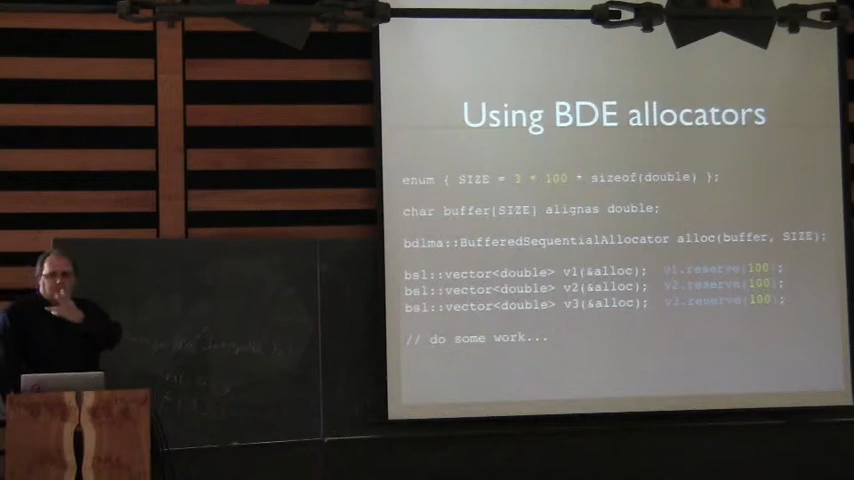 Using BDE allocators
enum { SIZE = 3 * 100 * sizeof(double) };
char buffer[SIZE] alignas double;
bdlma::BufferedSequentialAllocator alloc(buffer, SIZE);
bsl::vector<double> v1(&alloc); v1.reserve(100);
bsl::vector<double> v2(&alloc); v2.reserve(100);
bsl::vector<double> v3(&alloc); v3.reserve(100);
// do some work...